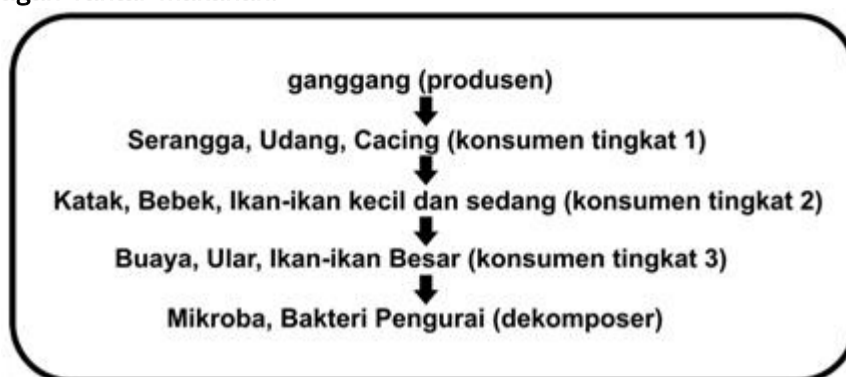 ganggang (produsen)
Serangga, Udang, Cacing (konsumen tingkat 1)
Katak, Bebek, Ikan-ikan kecil dan sedang (konsumen tingkat 2)
Buaya, Ular, Ikan-ikan Besar (konsumen tingkat 3)
Mikroba, Bakteri Pengurai (dekomposer)